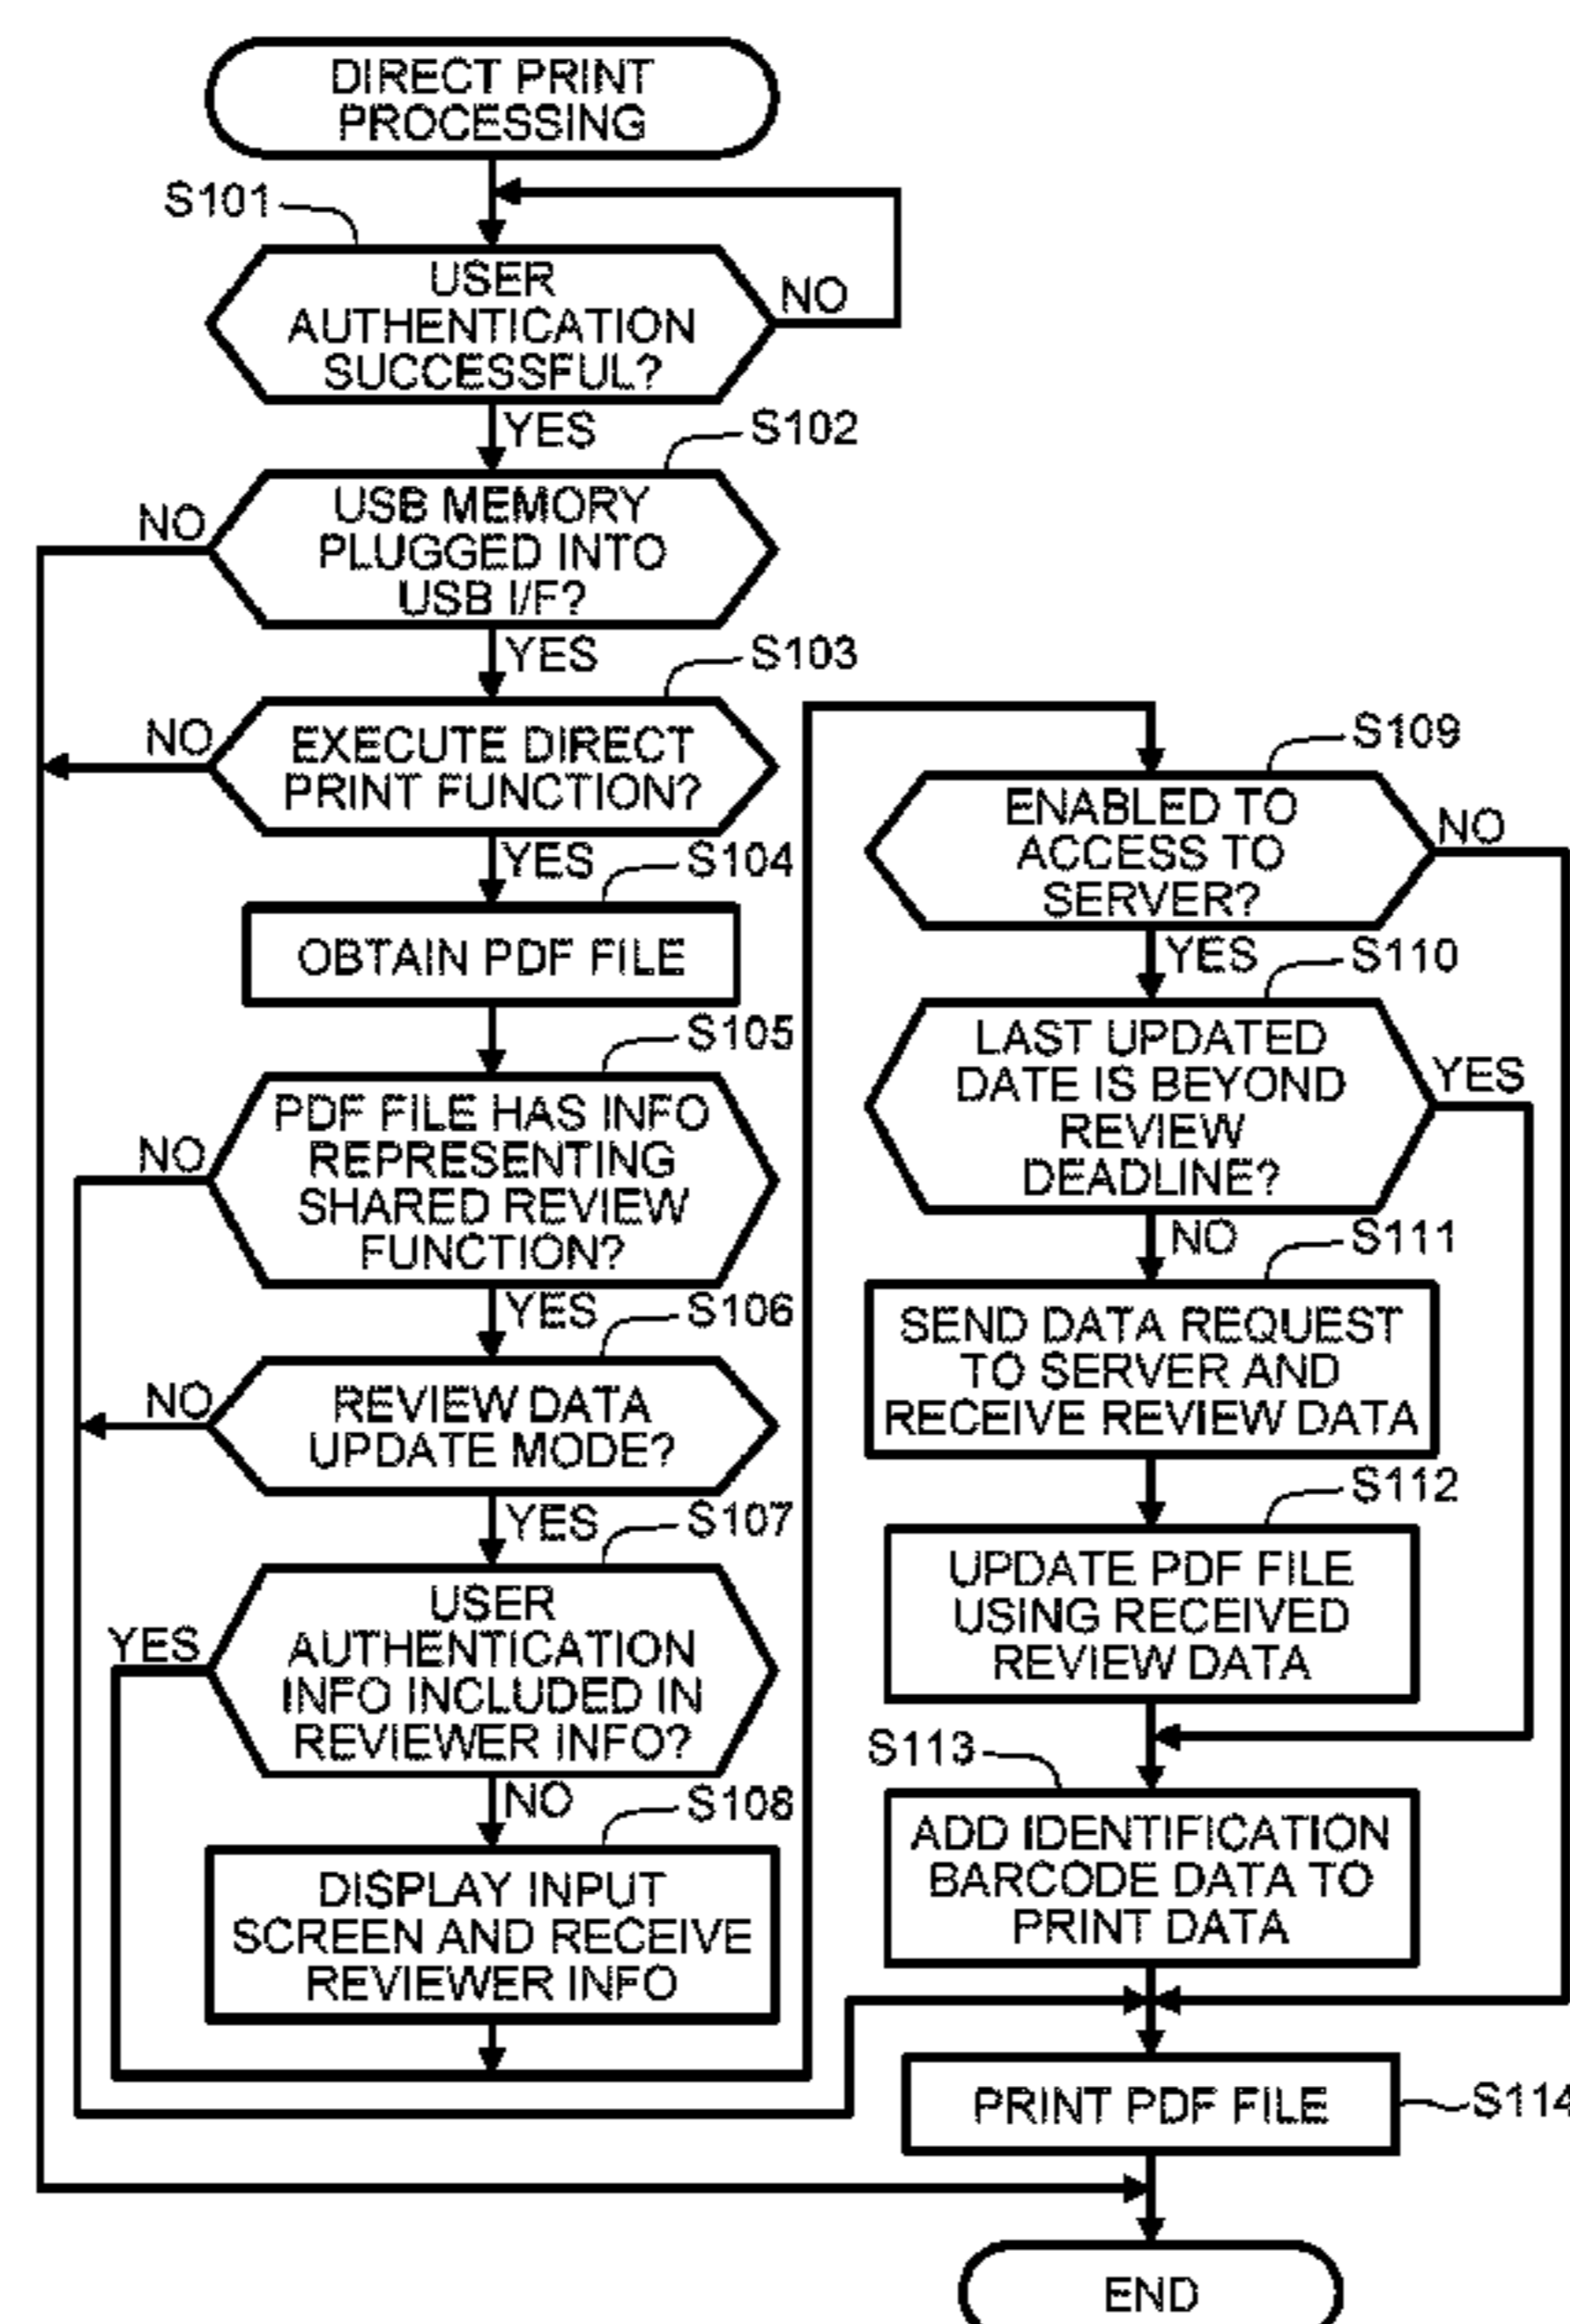 DIRECT PRINT
PROCESSING
S101
USER
AUTHENTICATION
SUCCESSFUL?
NO
YES
S102
USB MEMORY
PLUGGED INTO
USB I/F?
NO
YES
S103
EXECUTE DIRECT
PRINT FUNCTION?
NO
YES
S104
OBTAIN PDF FILE
S105
PDF FILE HAS INFO
REPRESENTING
SHARED REVIEW
FUNCTION?
NO
YES
S106
REVIEW DATA
UPDATE MODE?
NO
YES
S107
USER
AUTHENTICATION
INFO INCLUDED IN
REVIEWER INFO?
YES
NO
S108
DISPLAY INPUT
SCREEN AND RECEIVE
REVIEWER INFO
S109
ENABLED TO
ACCESS TO
SERVER?
NO
YES
S110
LAST UPDATED
DATE IS BEYOND
REVIEW
DEADLINE?
YES
NO
S111
SEND DATA REQUEST
TO SERVER AND
RECEIVE REVIEW DATA
S112
UPDATE PDF FILE
USING RECEIVED
REVIEW DATA
S113
ADD IDENTIFICATION
BARCODE DATA TO
PRINT DATA
PRINT PDF FILE
S114
END